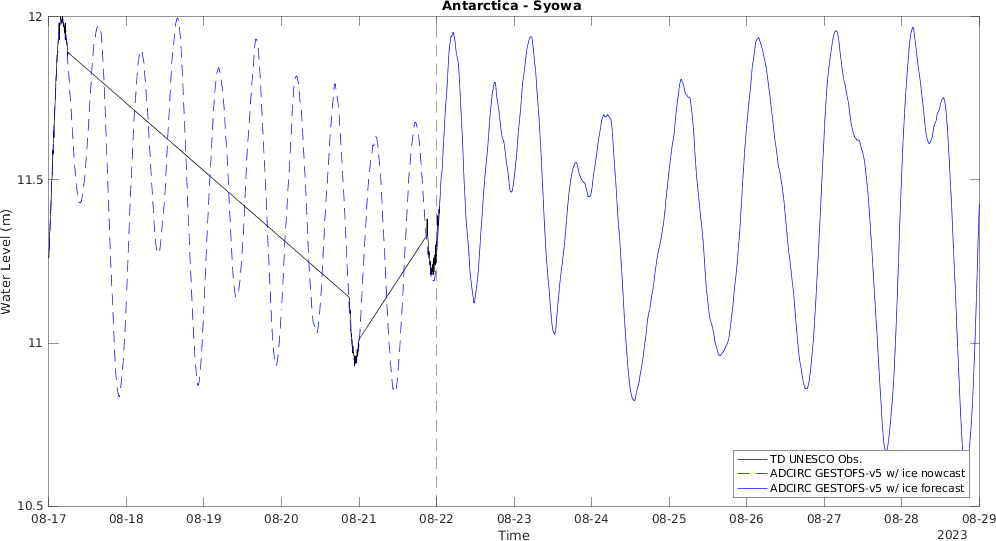 Antarctica - Syowa
Water Level (m)
12
11.5
11
10.5
TD UNESCO Obs.
ADCIRC GESTOFS-v5 w/ ice nowcast
ADCIRC GESTOFS-v5 w/ ice forecast
08-17 08-18 08-19 08-20 08-21 08-22 08-23 08-24 08-25 08-26 08-27 08-28 08-29
Time
2023